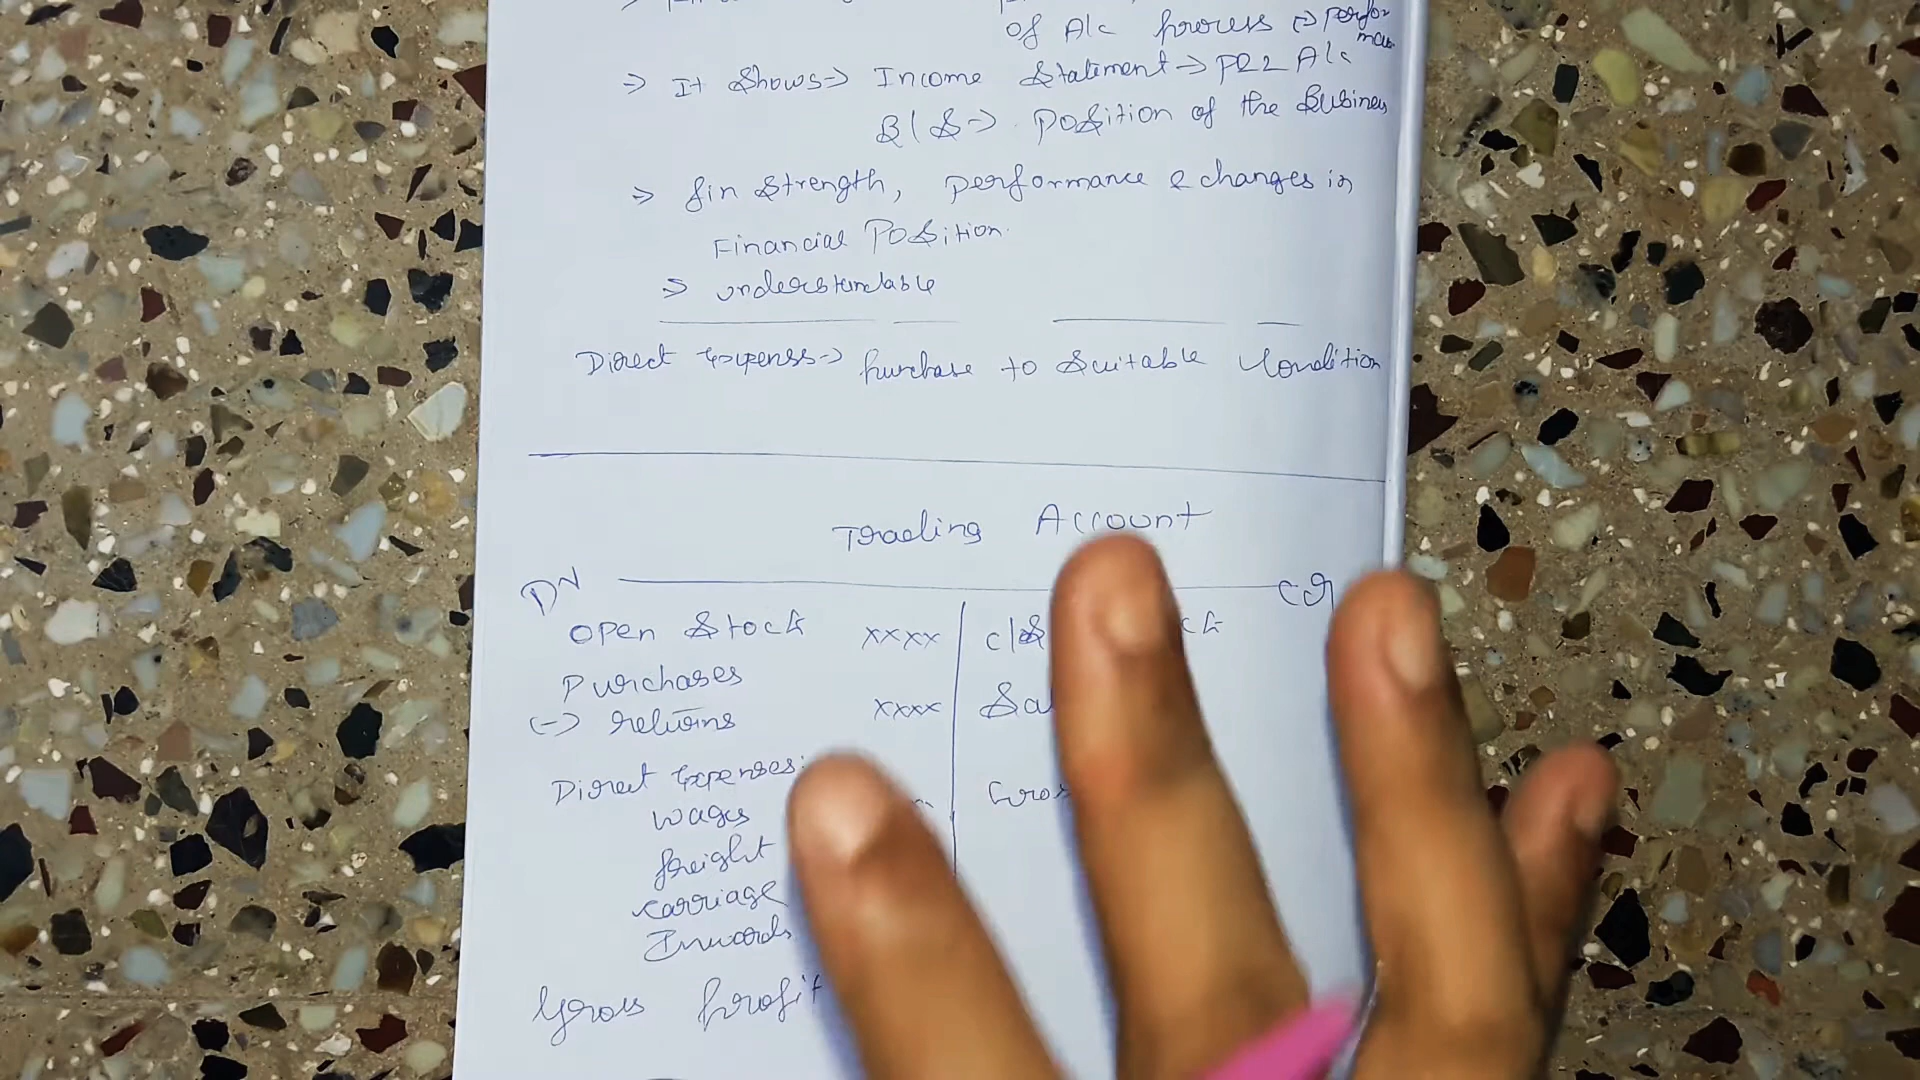 of A/c process ⇒ perfor
⇒ It shows → Income Statement → P&L A/c
B/S → Position of the Business
⇒ fin strength, performance & changes in
Financial Position.
⇒ understandable
Direct Expenses → purchase to suitable condition
Trading Account
Dr Cr
Open Stock xxxx
Purchases
(-) returns xxxx
Direct Expenses:
wages
freight
carriage
Inwards
Gross profit